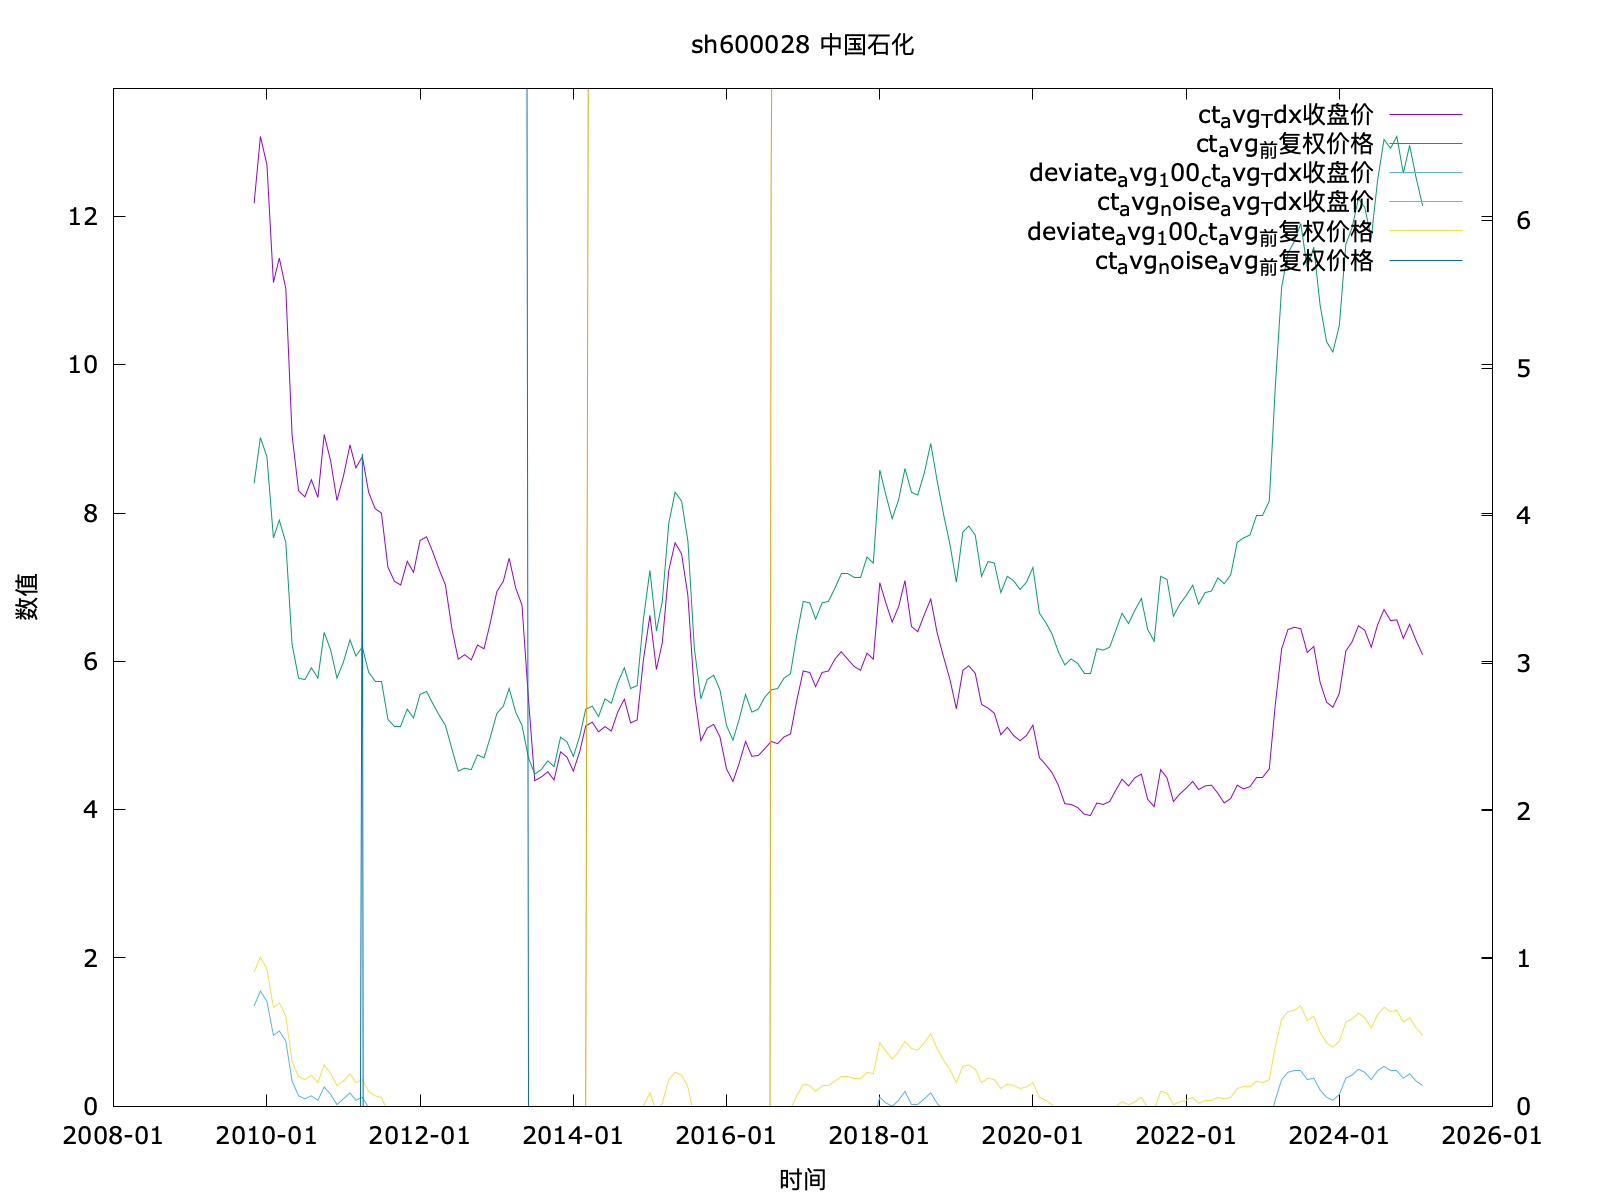 sh600028 中国石化
ctavgTdx收盘价
ctavg前复权价格
deviateavg100ctavgTdx收盘价
ctavgnoiseavgTdx收盘价
deviateavg100ctavg前复权价格
ctavgnoiseavg前复权价格
12
10
8
6
4
2
0
6
5
4
3
2
1
0
数值
2008-01 2010-01 2012-01 2014-01 2016-01 2018-01 2020-01 2022-01 2024-01 2026-01
时间